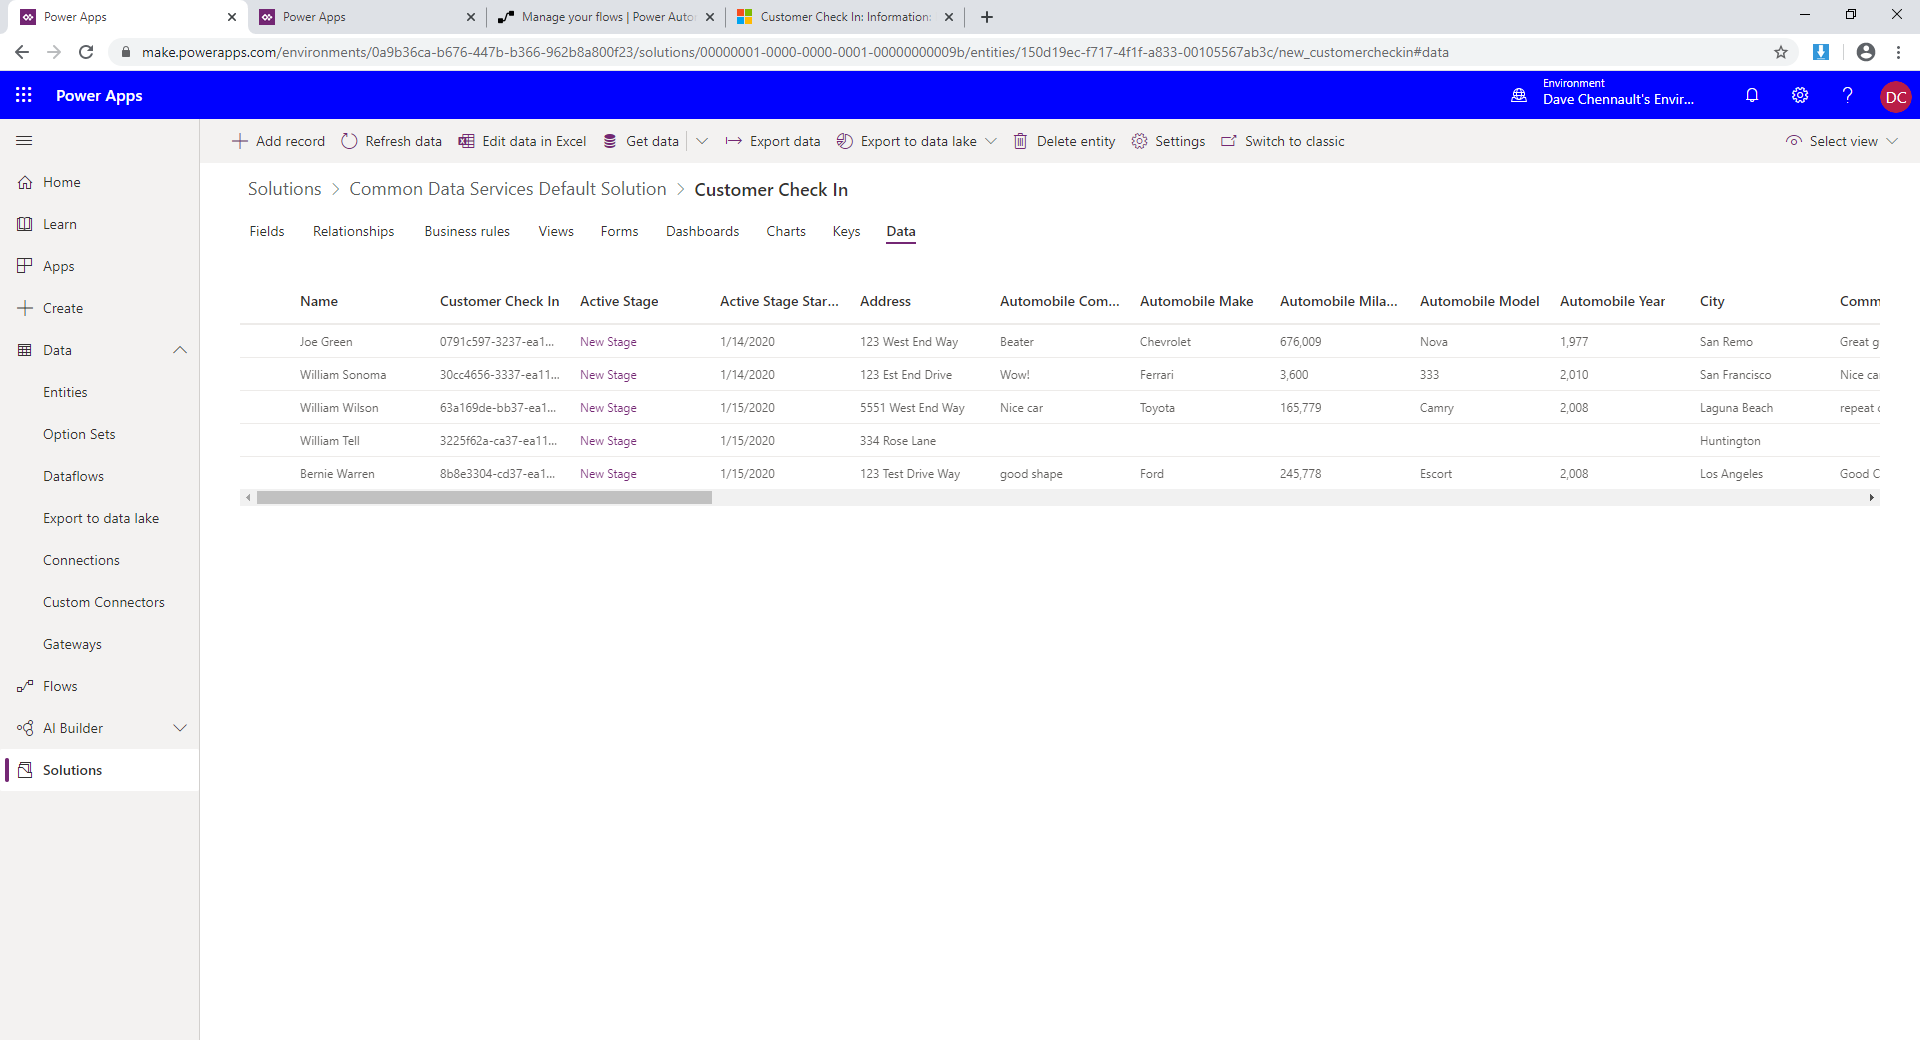 Power Apps
Power Apps
Manage your flows | Power Auto
Customer Check In: Information:
make.powerapps.com/environments/0a9b36ca-b676-447b-b366-962b8a800f23/solutions/00000001-0000-0000-0001-00000000009b/entities/150d19ec-f717-4f1f-a833-00105567ab3c/new_customercheckin#data
Power Apps
Environment
Dave Chennault's Envir...
?
DC
Add record
Refresh data
Edit data in Excel
Get data
Export data
Export to data lake
Delete entity
Settings
Switch to classic
Select view
Home
Learn
Apps
Create
Data
Entities
Option Sets
Dataflows
Export to data lake
Connections
Custom Connectors
Gateways
Flows
AI Builder
Solutions
Solutions > Common Data Services Default Solution > Customer Check In
Fields Relationships Business rules Views Forms Dashboards Charts Keys Data
Name Customer Check In Active Stage Active Stage Star... Address Automobile Com... Automobile Make Automobile Mila... Automobile Model Automobile Year City Comm
Joe Green 0791c597-3237-ea1... New Stage 1/14/2020 123 West End Way Beater Chevrolet 676,009 Nova 1,977 San Remo Great g
William Sonoma 30cc4656-3337-ea11... New Stage 1/14/2020 123 Est End Drive Wow! Ferrari 3,600 333 2,010 San Francisco Nice ca
William Wilson 63a169de-bb37-ea1... New Stage 1/15/2020 5551 West End Way Nice car Toyota 165,779 Camry 2,008 Laguna Beach repeat c
William Tell 3225f62a-ca37-ea11... New Stage 1/15/2020 334 Rose Lane Huntington
Bernie Warren 8b8e3304-cd37-ea1... New Stage 1/15/2020 123 Test Drive Way good shape Ford 245,778 Escort 2,008 Los Angeles Good C